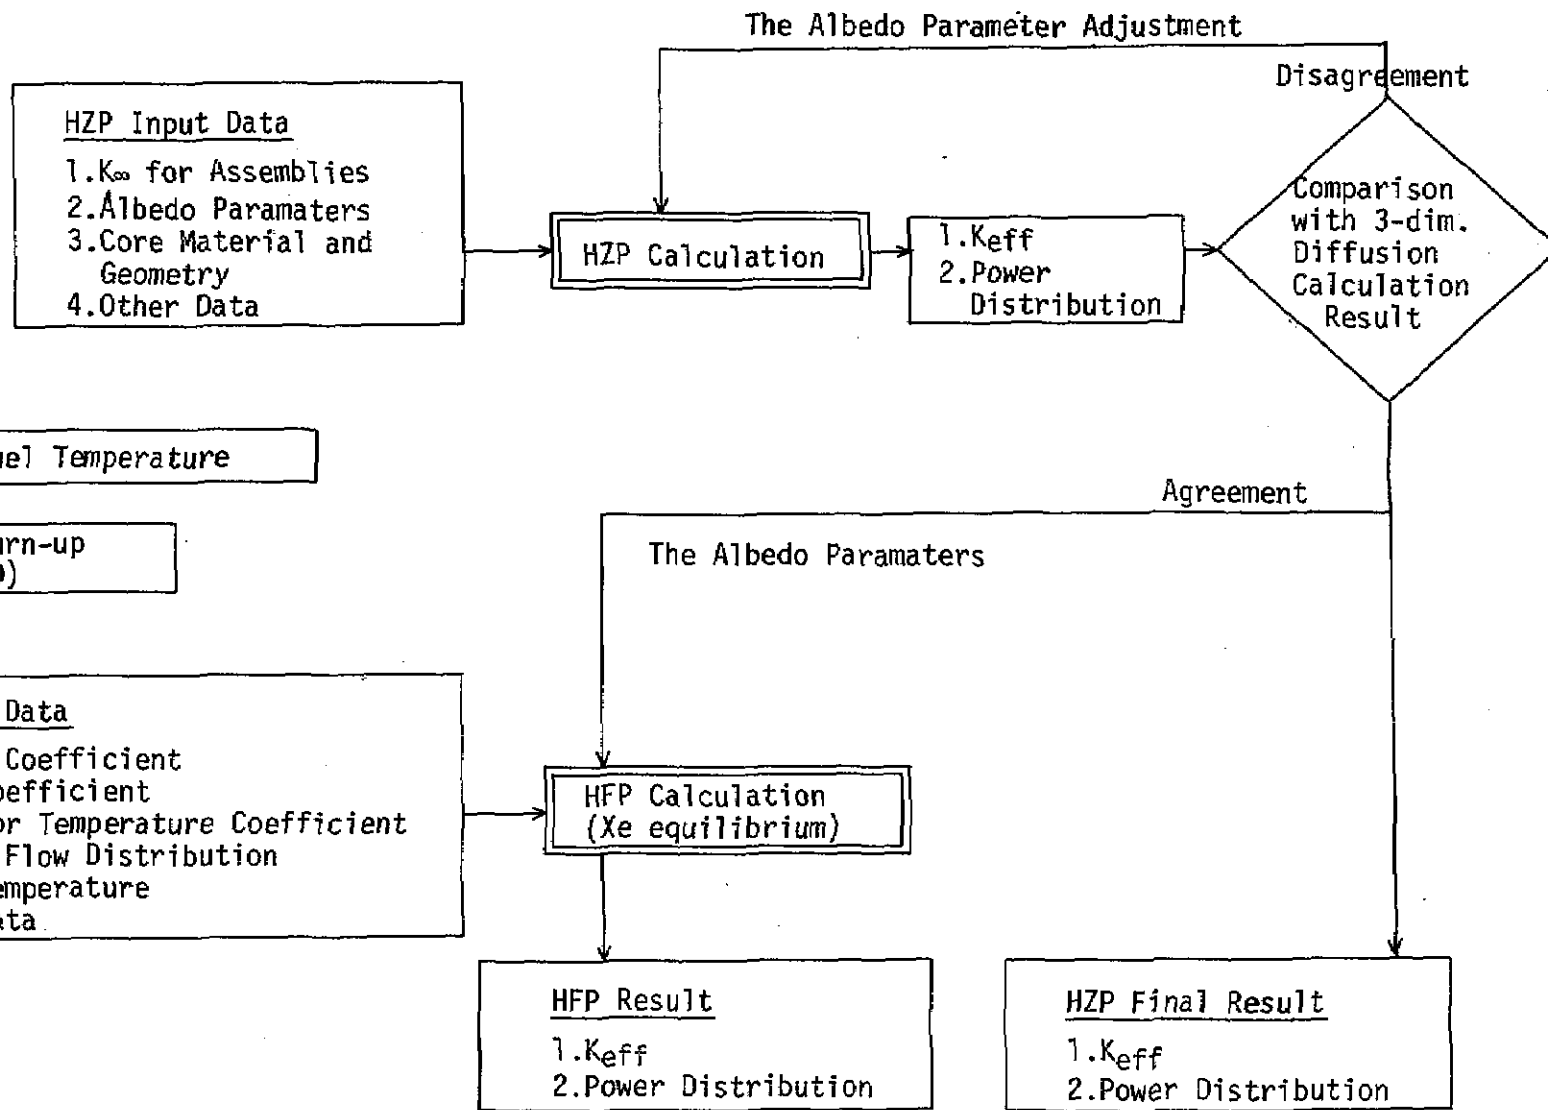 The Albedo Parameter Adjustment
Disagreement
HZP Input Data
1.K∞ for Assemblies
2.Albedo Paramaters
3.Core Material and
Geometry
4.Other Data
HZP Calculation
1.Keff
2.Power
Distribution
Comparison
with 3-dim.
Diffusion
Calculation
Result
uel Temperature
Agreement
urn-up
)
The Albedo Paramaters
Data
Coefficient
oefficient
or Temperature Coefficient
Flow Distribution
emperature
ata
HFP Calculation
(Xe equilibrium)
HFP Result
1.Keff
2.Power Distribution
HZP Final Result
1.Keff
2.Power Distribution